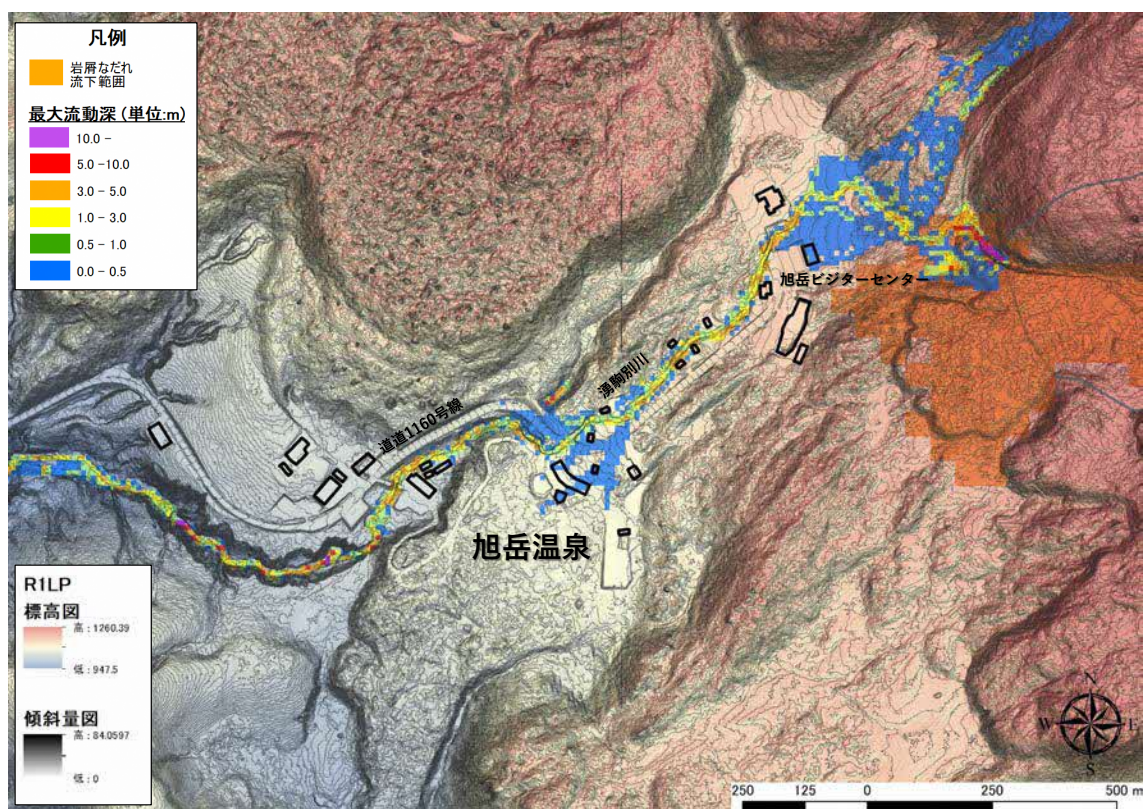 凡例
岩屑なだれ
流下範囲
最大流動深（単位:m）
10.0 -
5.0 -10.0
3.0 - 5.0
1.0 - 3.0
0.5 - 1.0
0.0 - 0.5
旭岳ビジターセンター
湧駒別川
道道1160号線
旭岳温泉
R1LP
標高図
高 : 1260.39
低 : 947.5
傾斜量図
高 : 84.0597
低 : 0
N
W
E
S
250 125 0 250 500 m